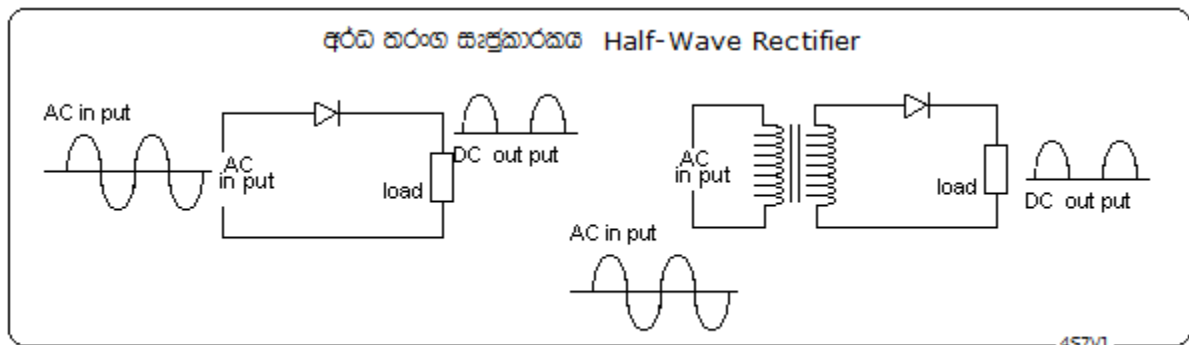 අර්ධ තරංග සෘජුකාරකය Half-Wave Rectifier
AC in put
AC
in put
load
DC out put
AC
in put
load
DC out put
AC in put
4S7VJ